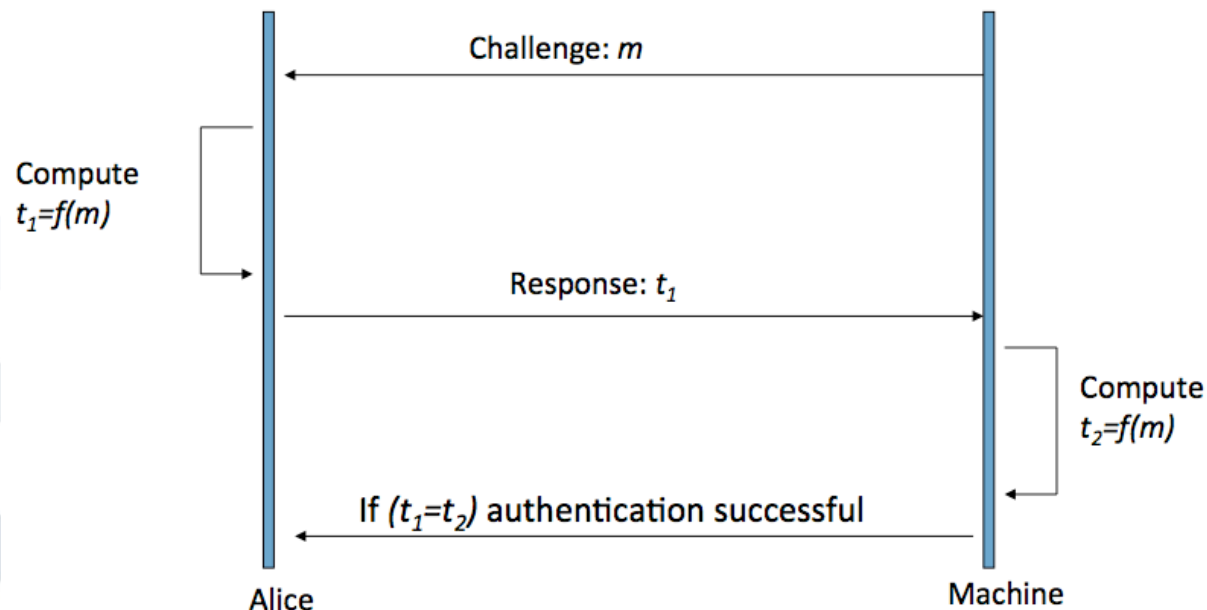 Challenge: m
Compute
t₁=f(m)
Response: t₁
Compute
t₂=f(m)
If (t₁=t₂) authentication successful
Alice
Machine